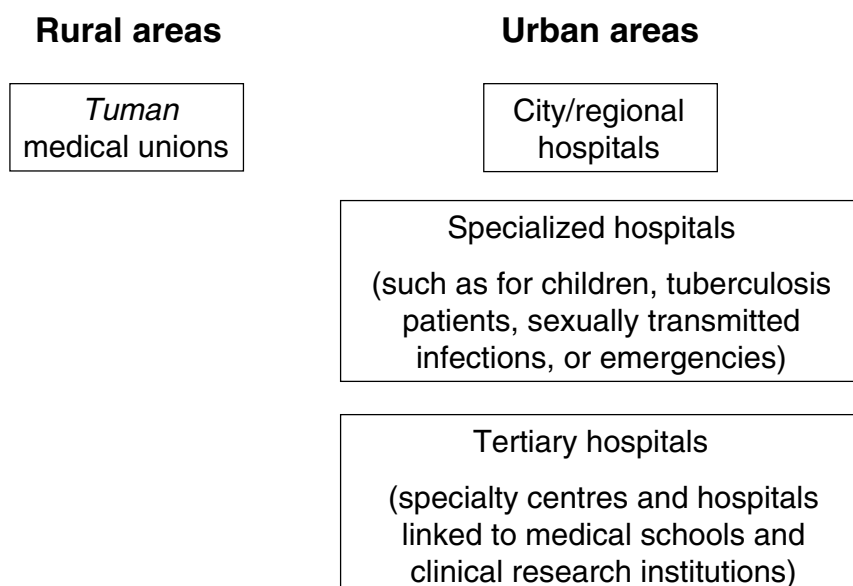 Rural areas
Urban areas
Tuman
medical unions
City/regional
hospitals
Specialized hospitals
(such as for children, tuberculosis
patients, sexually transmitted
infections, or emergencies)
Tertiary hospitals
(specialty centres and hospitals
linked to medical schools and
clinical research institutions)